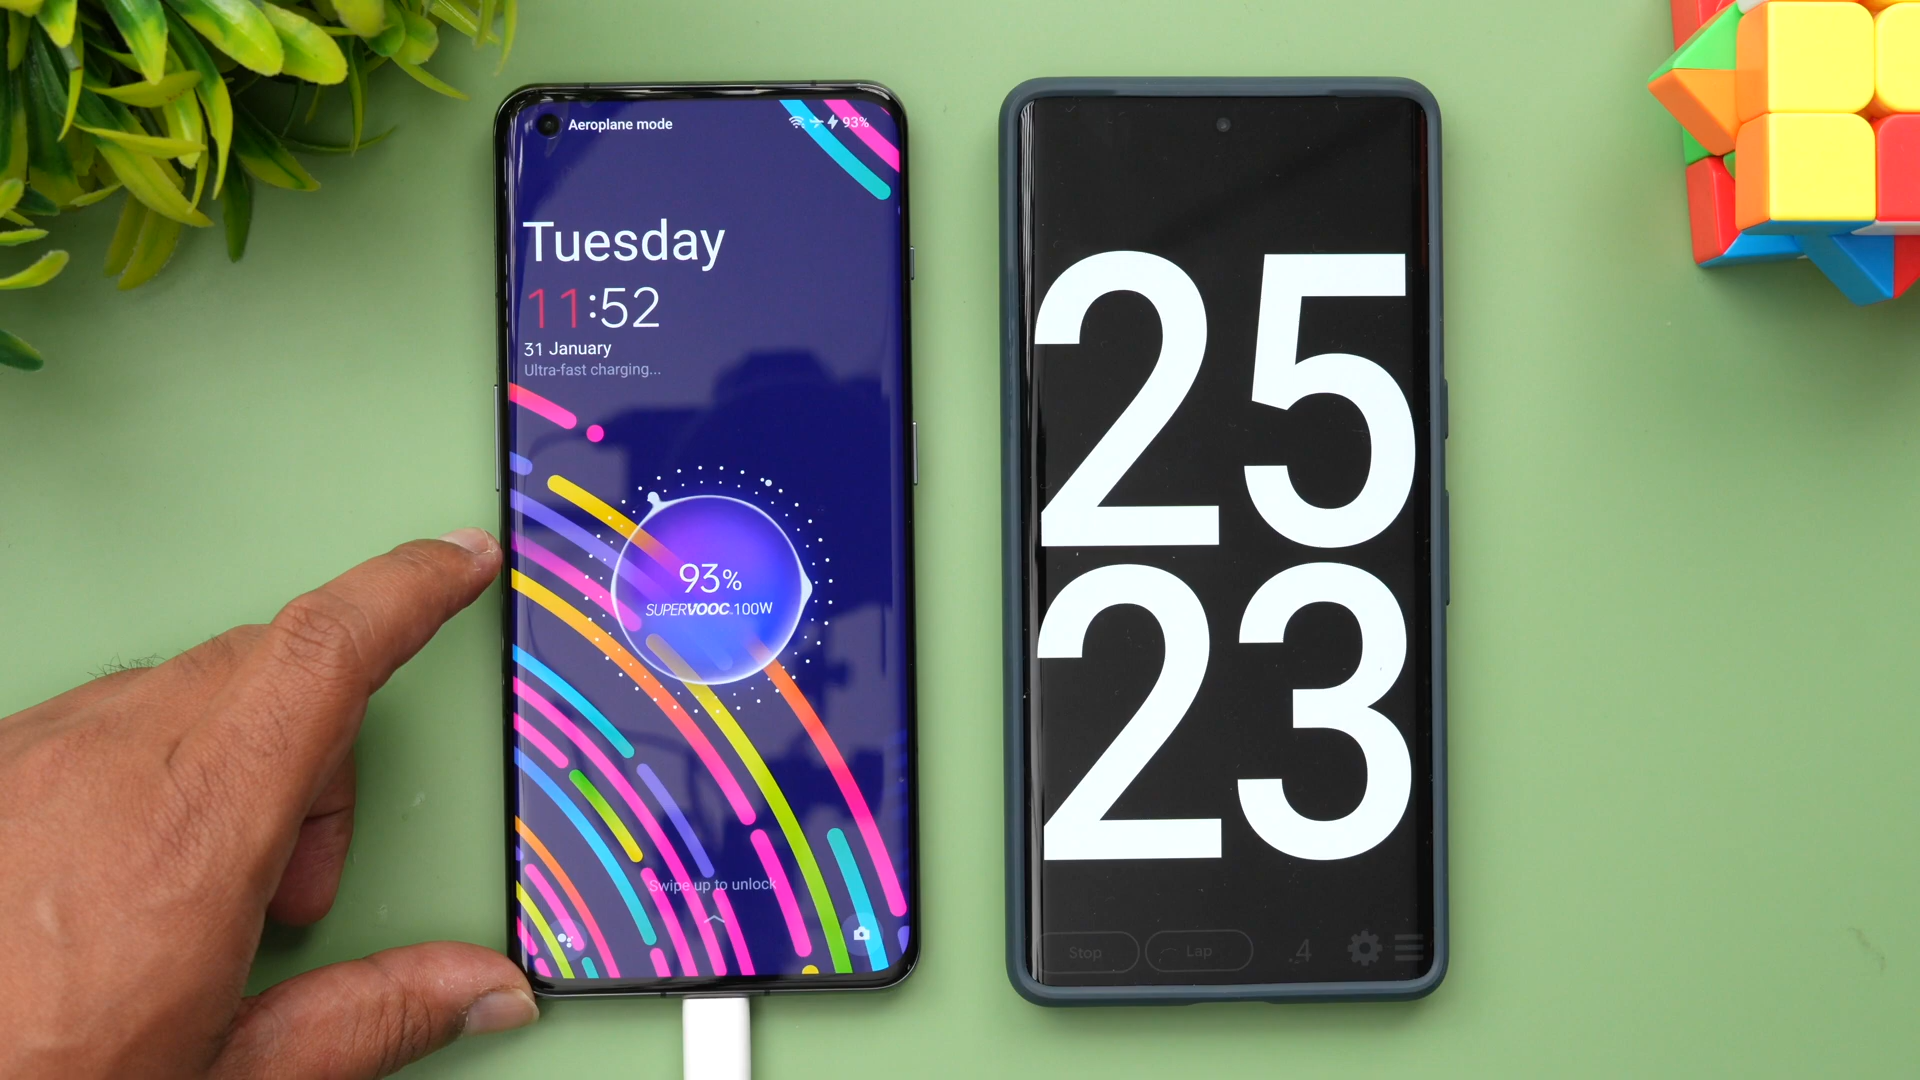 Aeroplane mode
93%
Tuesday
11:52
31 January
Ultra-fast charging...
93%
SUPERVOOC 100W
Swipe up to unlock
25
23
Stop
Lap
.4